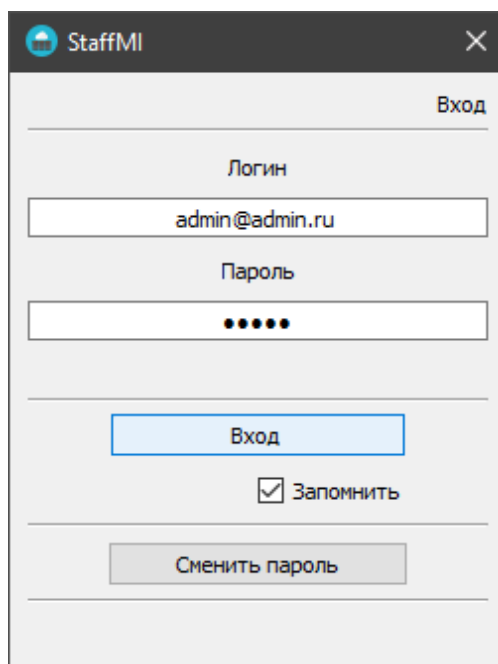 StaffMI
Вход
Логин
admin@admin.ru
Пароль
•••••
Вход
Запомнить
Сменить пароль